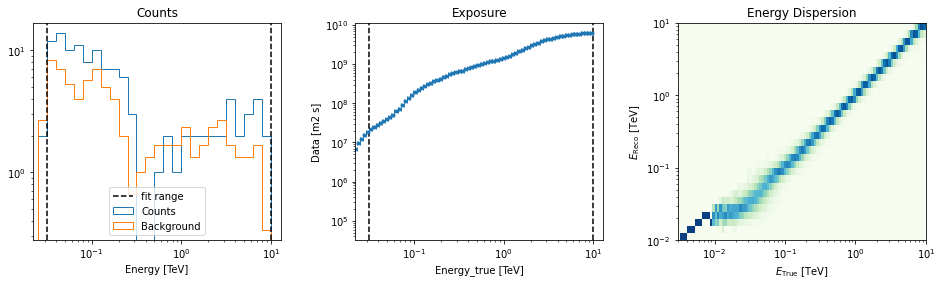 Counts
Exposure
Energy Dispersion
10¹
10⁰
10⁻¹
10⁰
10¹
Energy [TeV]
fit range
Counts
Background
10¹⁰
10⁹
10⁸
10⁷
10⁶
10⁵
Data [m2 s]
10⁻¹
10⁰
10¹
Energy_true [TeV]
10¹
10⁰
10⁻¹
10⁻²
E_Reco [TeV]
10⁻²
10⁻¹
10⁰
10¹
E_True [TeV]